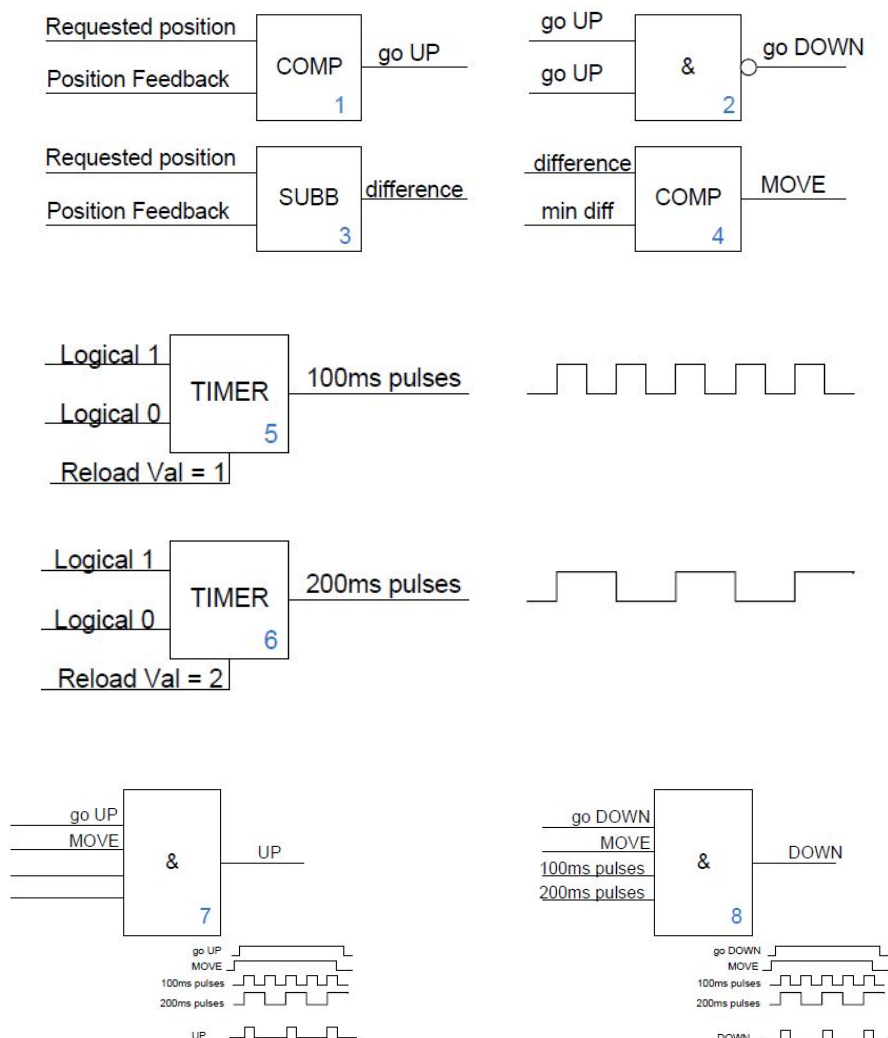 Requested position
Position Feedback
COMP
1
go UP
go UP
go UP
&
2
go DOWN
Requested position
Position Feedback
SUBB
3
difference
difference
min diff
COMP
4
MOVE
Logical 1
Logical 0
Reload Val = 1
TIMER
5
100ms pulses
Logical 1
Logical 0
Reload Val = 2
TIMER
6
200ms pulses
go UP
MOVE
&
7
UP
go DOWN
MOVE
100ms pulses
200ms pulses
&
8
DOWN
go UP
MOVE
100ms pulses
200ms pulses
UP
go DOWN
MOVE
100ms pulses
200ms pulses
DOWN